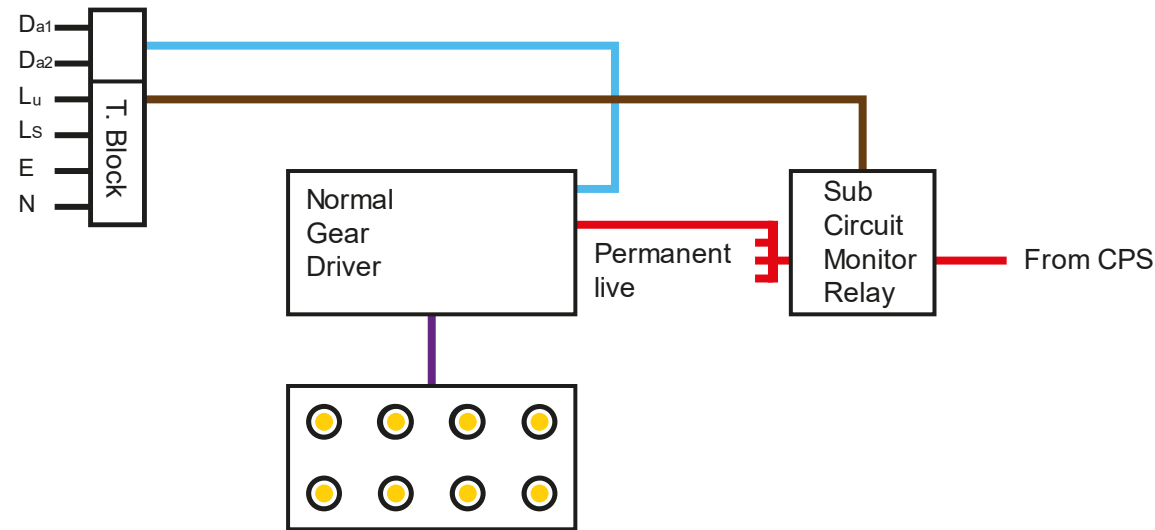 Da1
Da2
Lu
Ls
E
N
T. Block
Normal
Gear
Driver
Permanent
live
Sub
Circuit
Monitor
Relay
From CPS